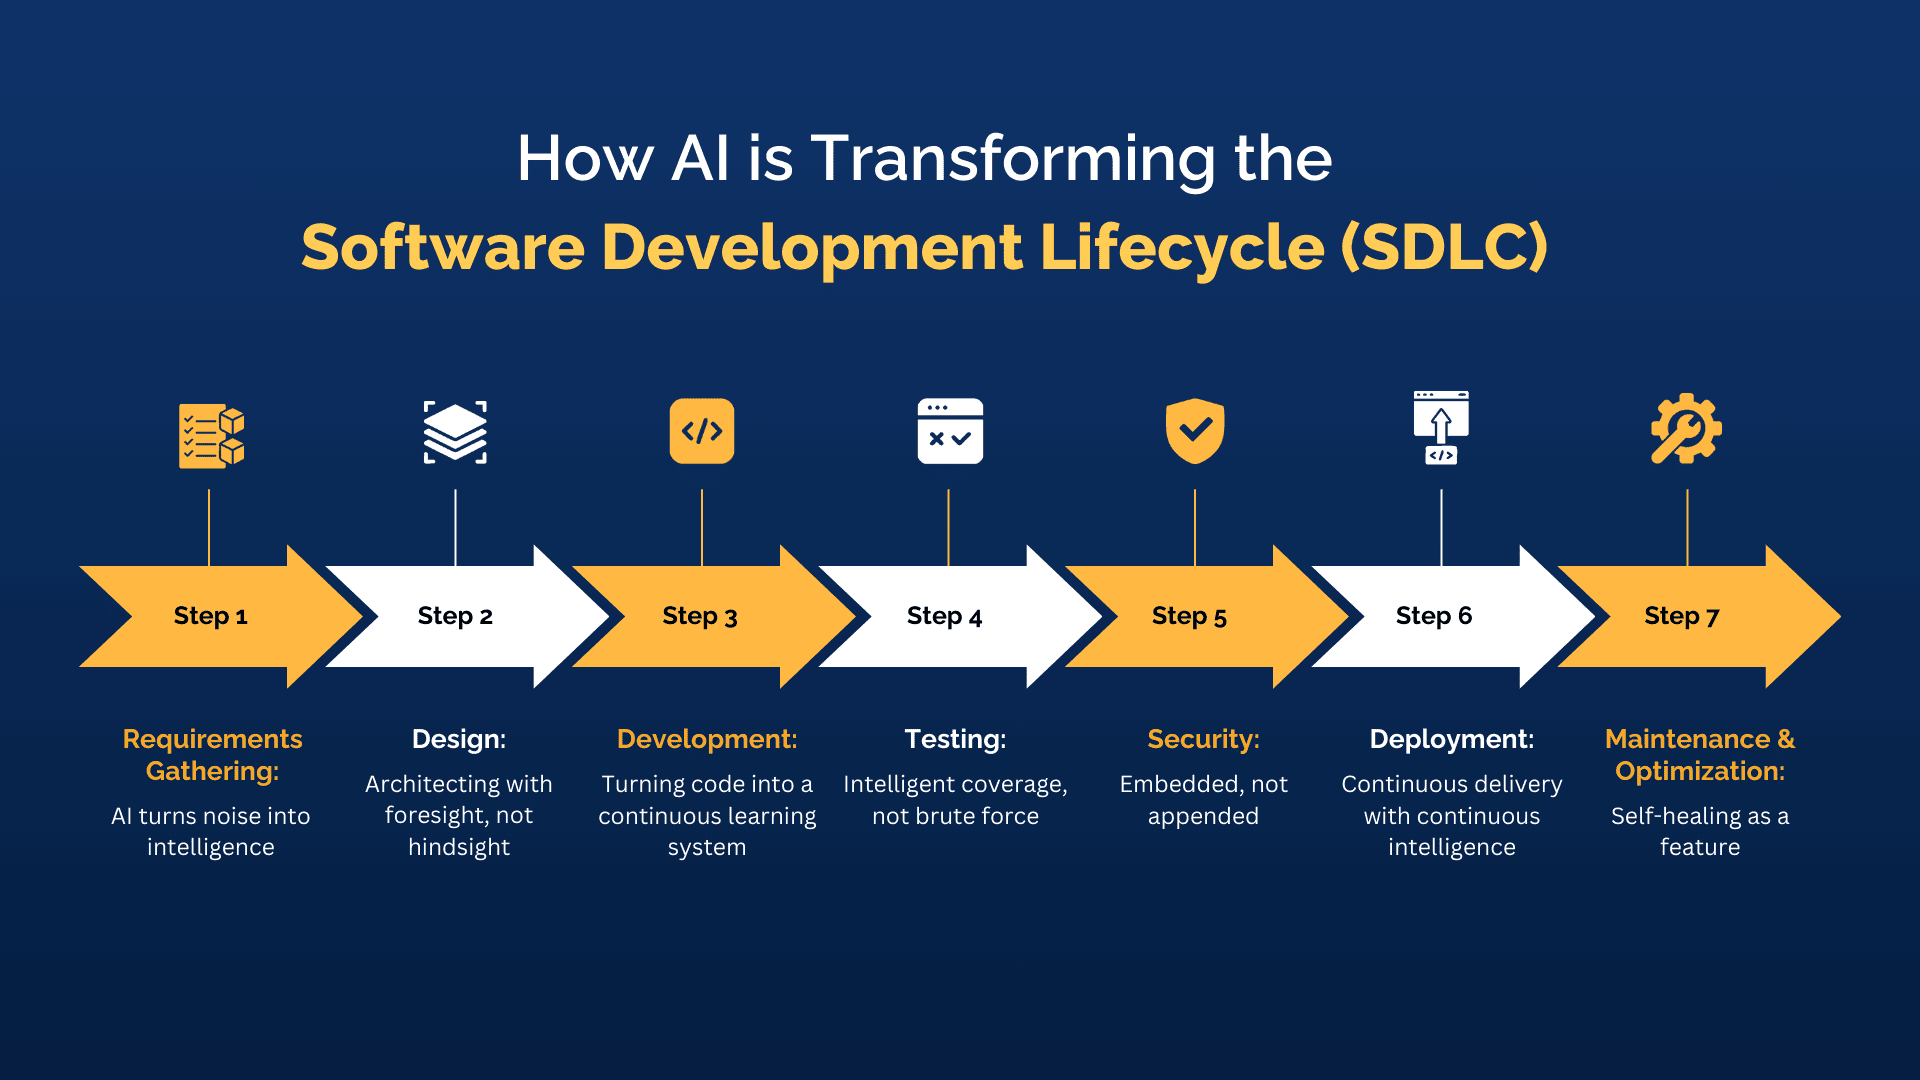 How AI is Transforming the
Software Development Lifecycle (SDLC)
Step 1
Step 2
Step 3
Step 4
Step 5
Step 6
Step 7
Requirements
Gathering:
AI turns noise into
intelligence
Design:
Architecting with
foresight, not
hindsight
Development:
Turning code into a
continuous learning
system
Testing:
Intelligent coverage,
not brute force
Security:
Embedded, not
appended
Deployment:
Continuous delivery
with continuous
intelligence
Maintenance &
Optimization:
Self-healing as a
feature